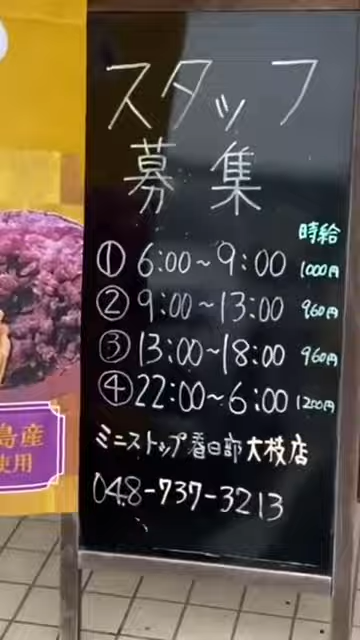 スタッフ
募集
時給
① 6:00~9:00 1000円
② 9:00~13:00 960円
③ 13:00~18:00 960円
④ 22:00~6:00 1200円
ミニストップ春日部大枝店
048-737-3213
島産
使用